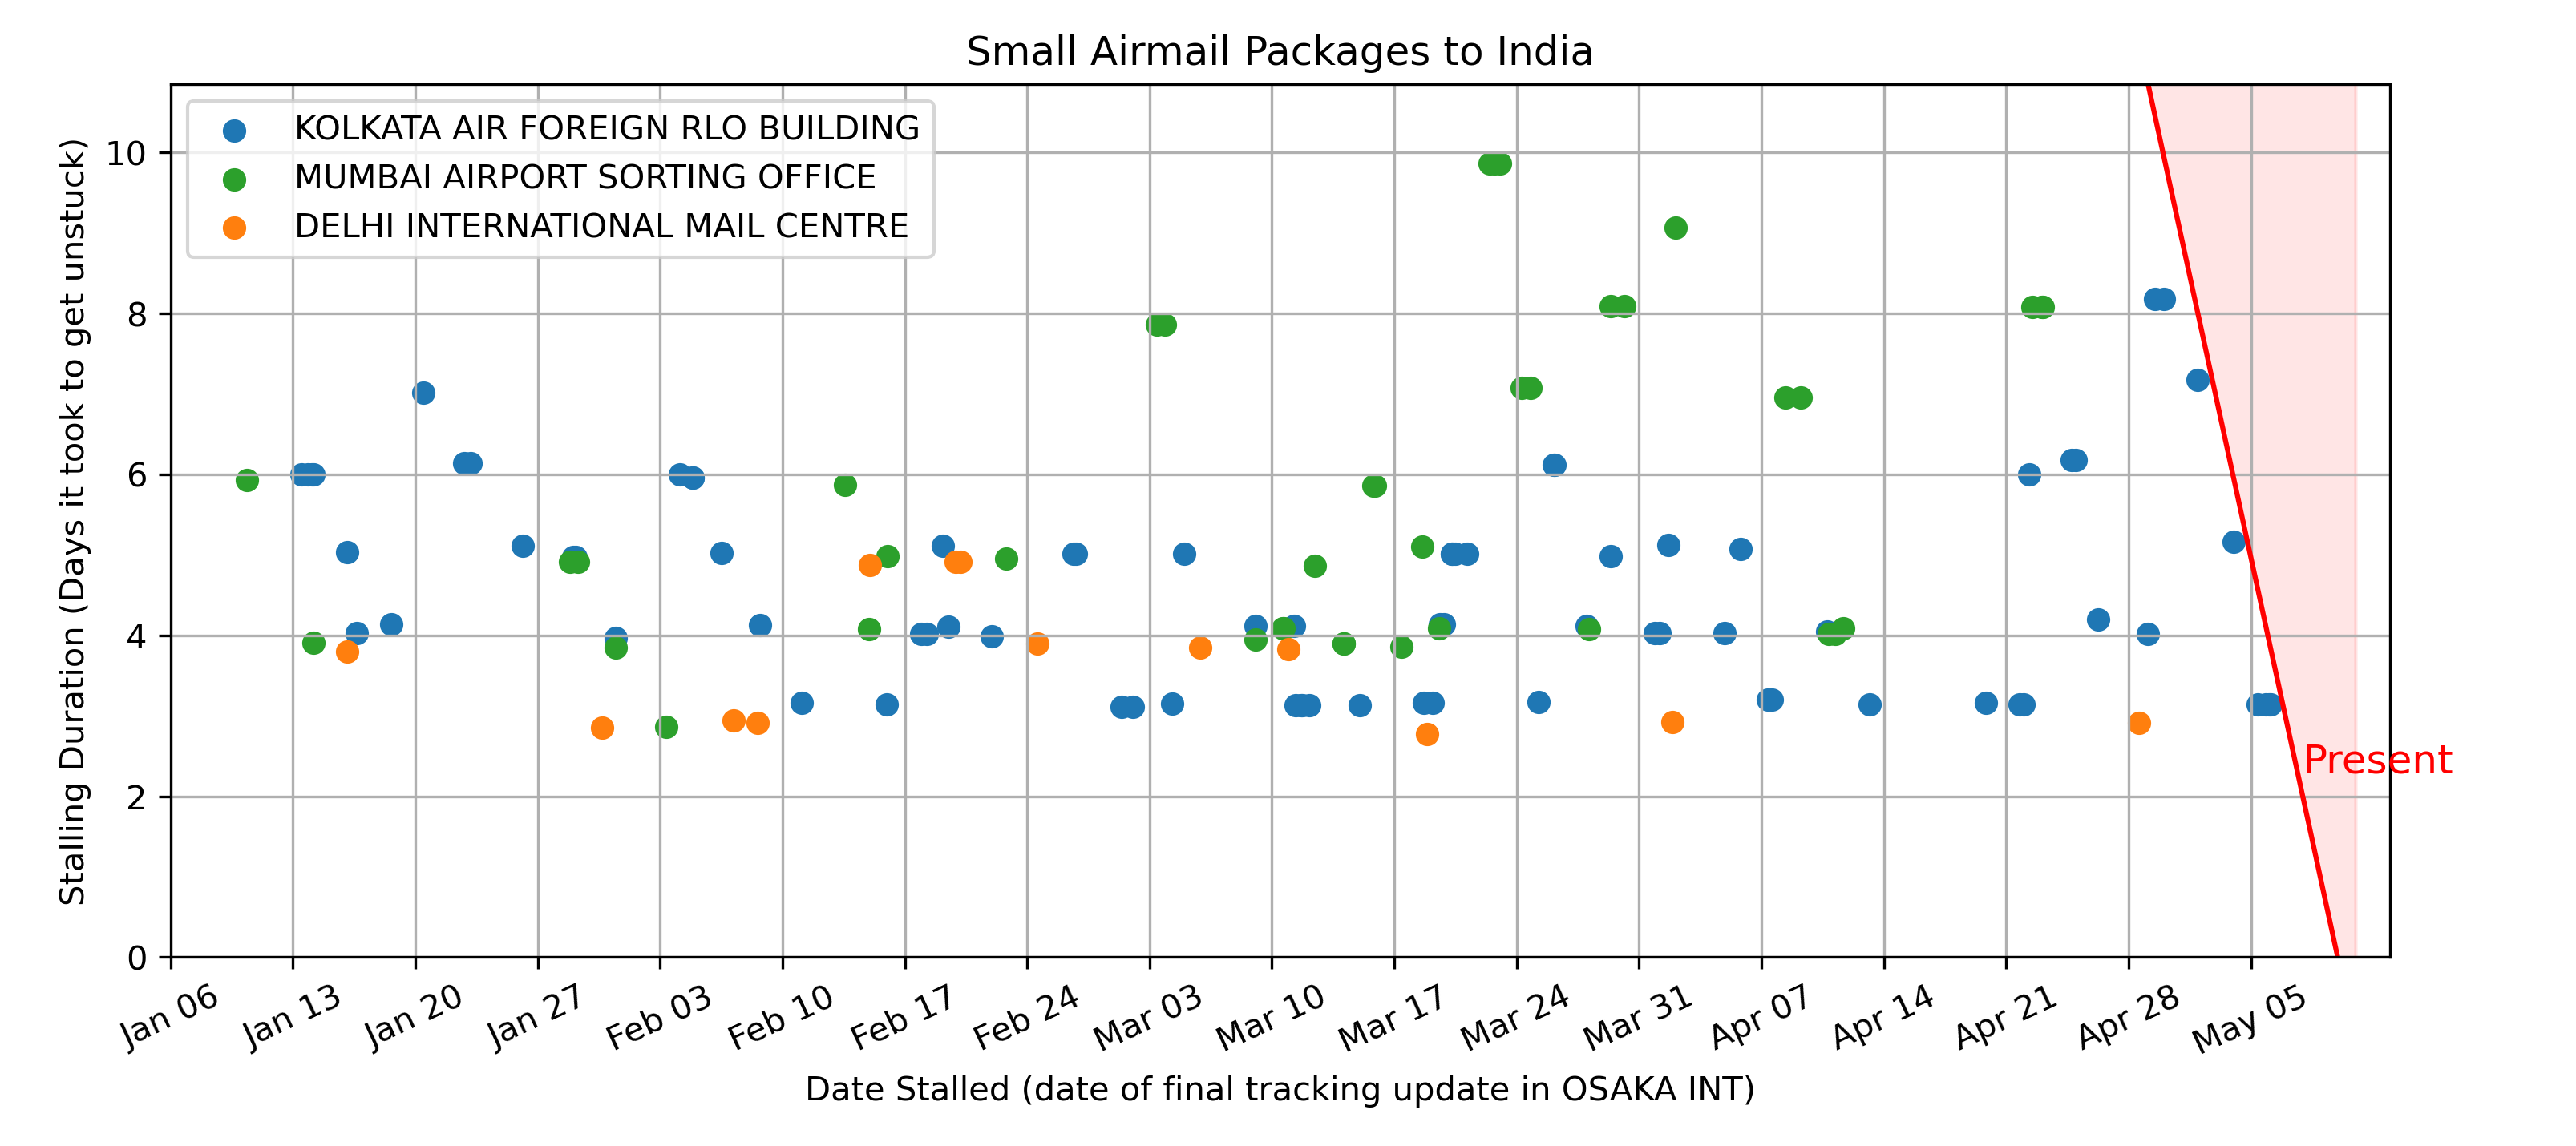 Small Airmail Packages to India
KOLKATA AIR FOREIGN RLO BUILDING
MUMBAI AIRPORT SORTING OFFICE
DELHI INTERNATIONAL MAIL CENTRE
Stalling Duration (Days it took to get unstuck)
10
8
6
4
2
0
Present
Jan 06
Jan 13
Jan 20
Jan 27
Feb 03
Feb 10
Feb 17
Feb 24
Mar 03
Mar 10
Mar 17
Mar 24
Mar 31
Apr 07
Apr 14
Apr 21
Apr 28
May 05
Date Stalled (date of final tracking update in OSAKA INT)